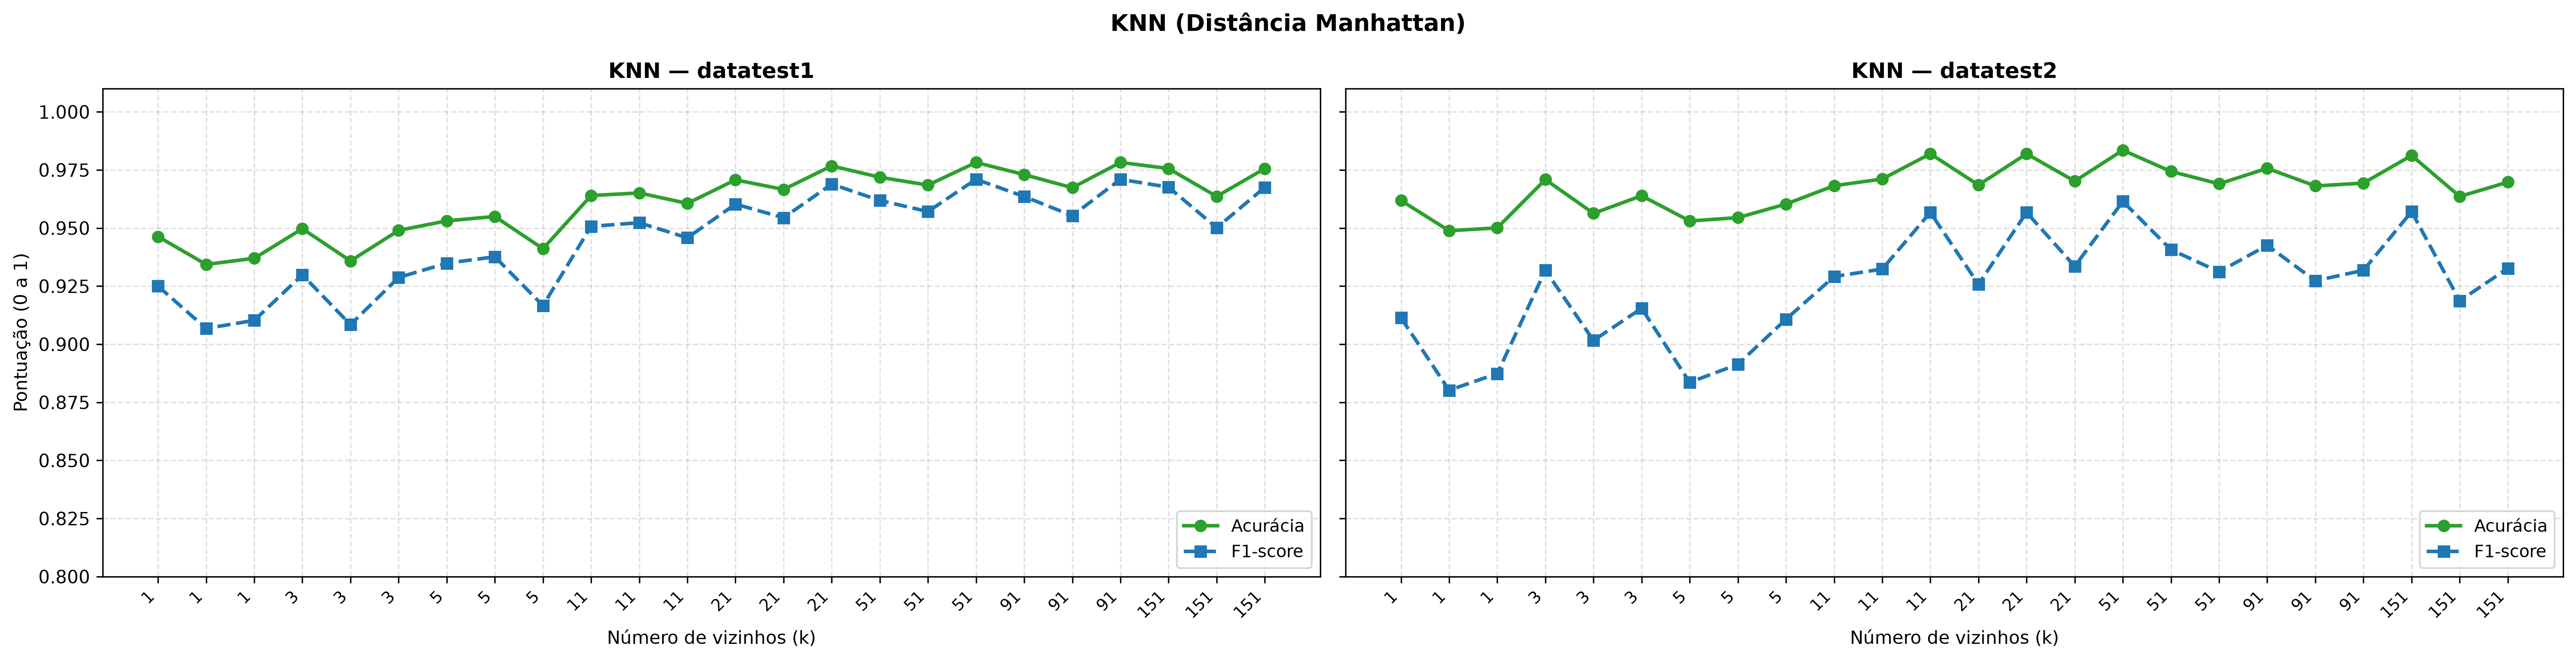 KNN (Distância Manhattan)
KNN — datatest1
Pontuação (0 a 1)
1.000
0.975
0.950
0.925
0.900
0.875
0.850
0.825
0.800
Acurácia
F1-score
1 1 1 3 3 3 5 5 5 11 11 11 21 21 21 51 51 51 91 91 91 151 151 151
Número de vizinhos (k)
KNN — datatest2
Acurácia
F1-score
1 1 1 3 3 3 5 5 5 11 11 11 21 21 21 51 51 51 91 91 91 151 151 151
Número de vizinhos (k)